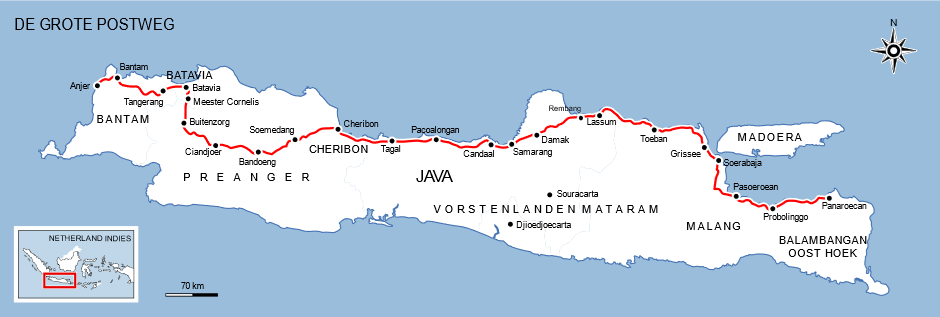 DE GROTE POSTWEG
N
Bantam
BATAVIA
Anjer
Batavia
Tangerang
Meester Cornelis
BANTAM
Buitenzorg
Soemedang
Cheribon
Pacoalongan
Rembang
Lassum
Damak
Toeban
MADOERA
Ciandjoer
Bandoeng
CHERIBON
Tagal
Candaal
Samarang
Grissee
Soerabaja
PREANGER
JAVA
Souracarta
Pasoeroean
Panaroecan
VORSTENLANDEN MATARAM
Djioedjoecarta
Probolinggo
MALANG
BALAMBANGAN
OOST HOEK
NETHERLAND INDIES
70 km